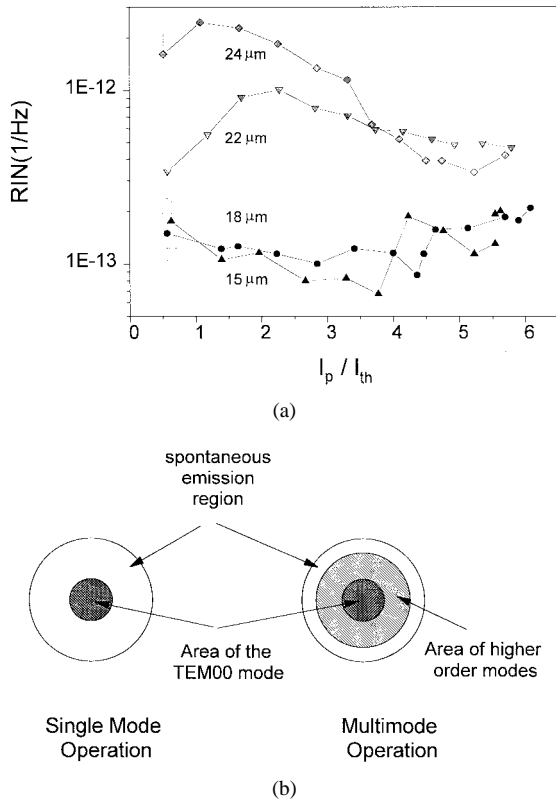 1E-12
1E-13
RIN(1/Hz)
24 µm
22 µm
18 µm
15 µm
0 1 2 3 4 5 6
Ip / Ith
(a)
spontaneous
emission
region
Area of the
TEM00 mode
Area of higher
order modes
Single Mode
Operation
Multimode
Operation
(b)